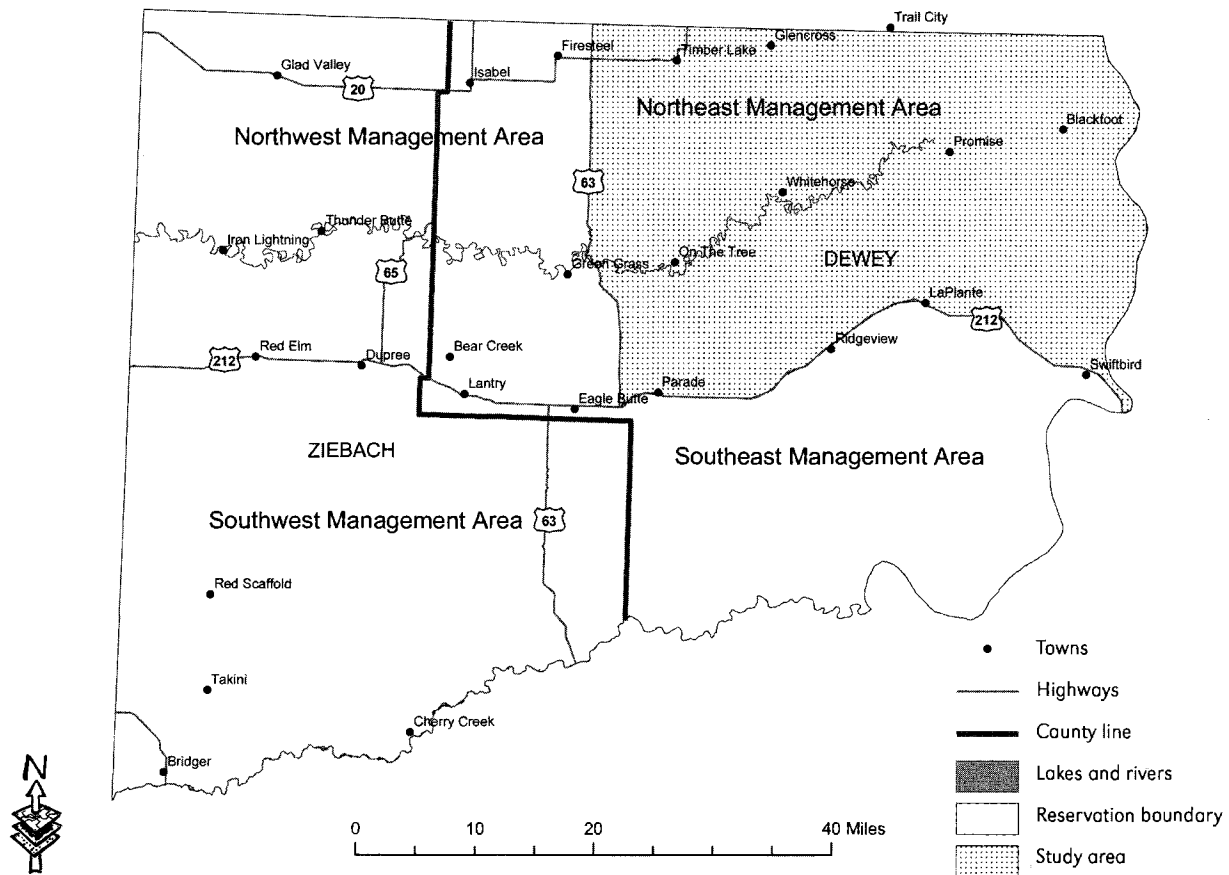 Trail City
Glencross
Firesteel
Timber Lake
Glad Valley
Isabel
20
Northeast Management Area
Blackfoot
Northwest Management Area
Promise
63
Whitehorse
Thunder Butte
Iron Lightning
On The Tree
DEWEY
65
Green Grass
LaPlante
212
Ridgeview
Red Elm
Bear Creek
212
Dupree
Swiftbird
Lantry
Parade
Eagle Butte
ZIEBACH
Southeast Management Area
Southwest Management Area
63
Red Scaffold
Towns
Takini
Highways
Cherry Creek
County line
Bridger
N
Lakes and rivers
Reservation boundary
0 10 20 40 Miles
Study area